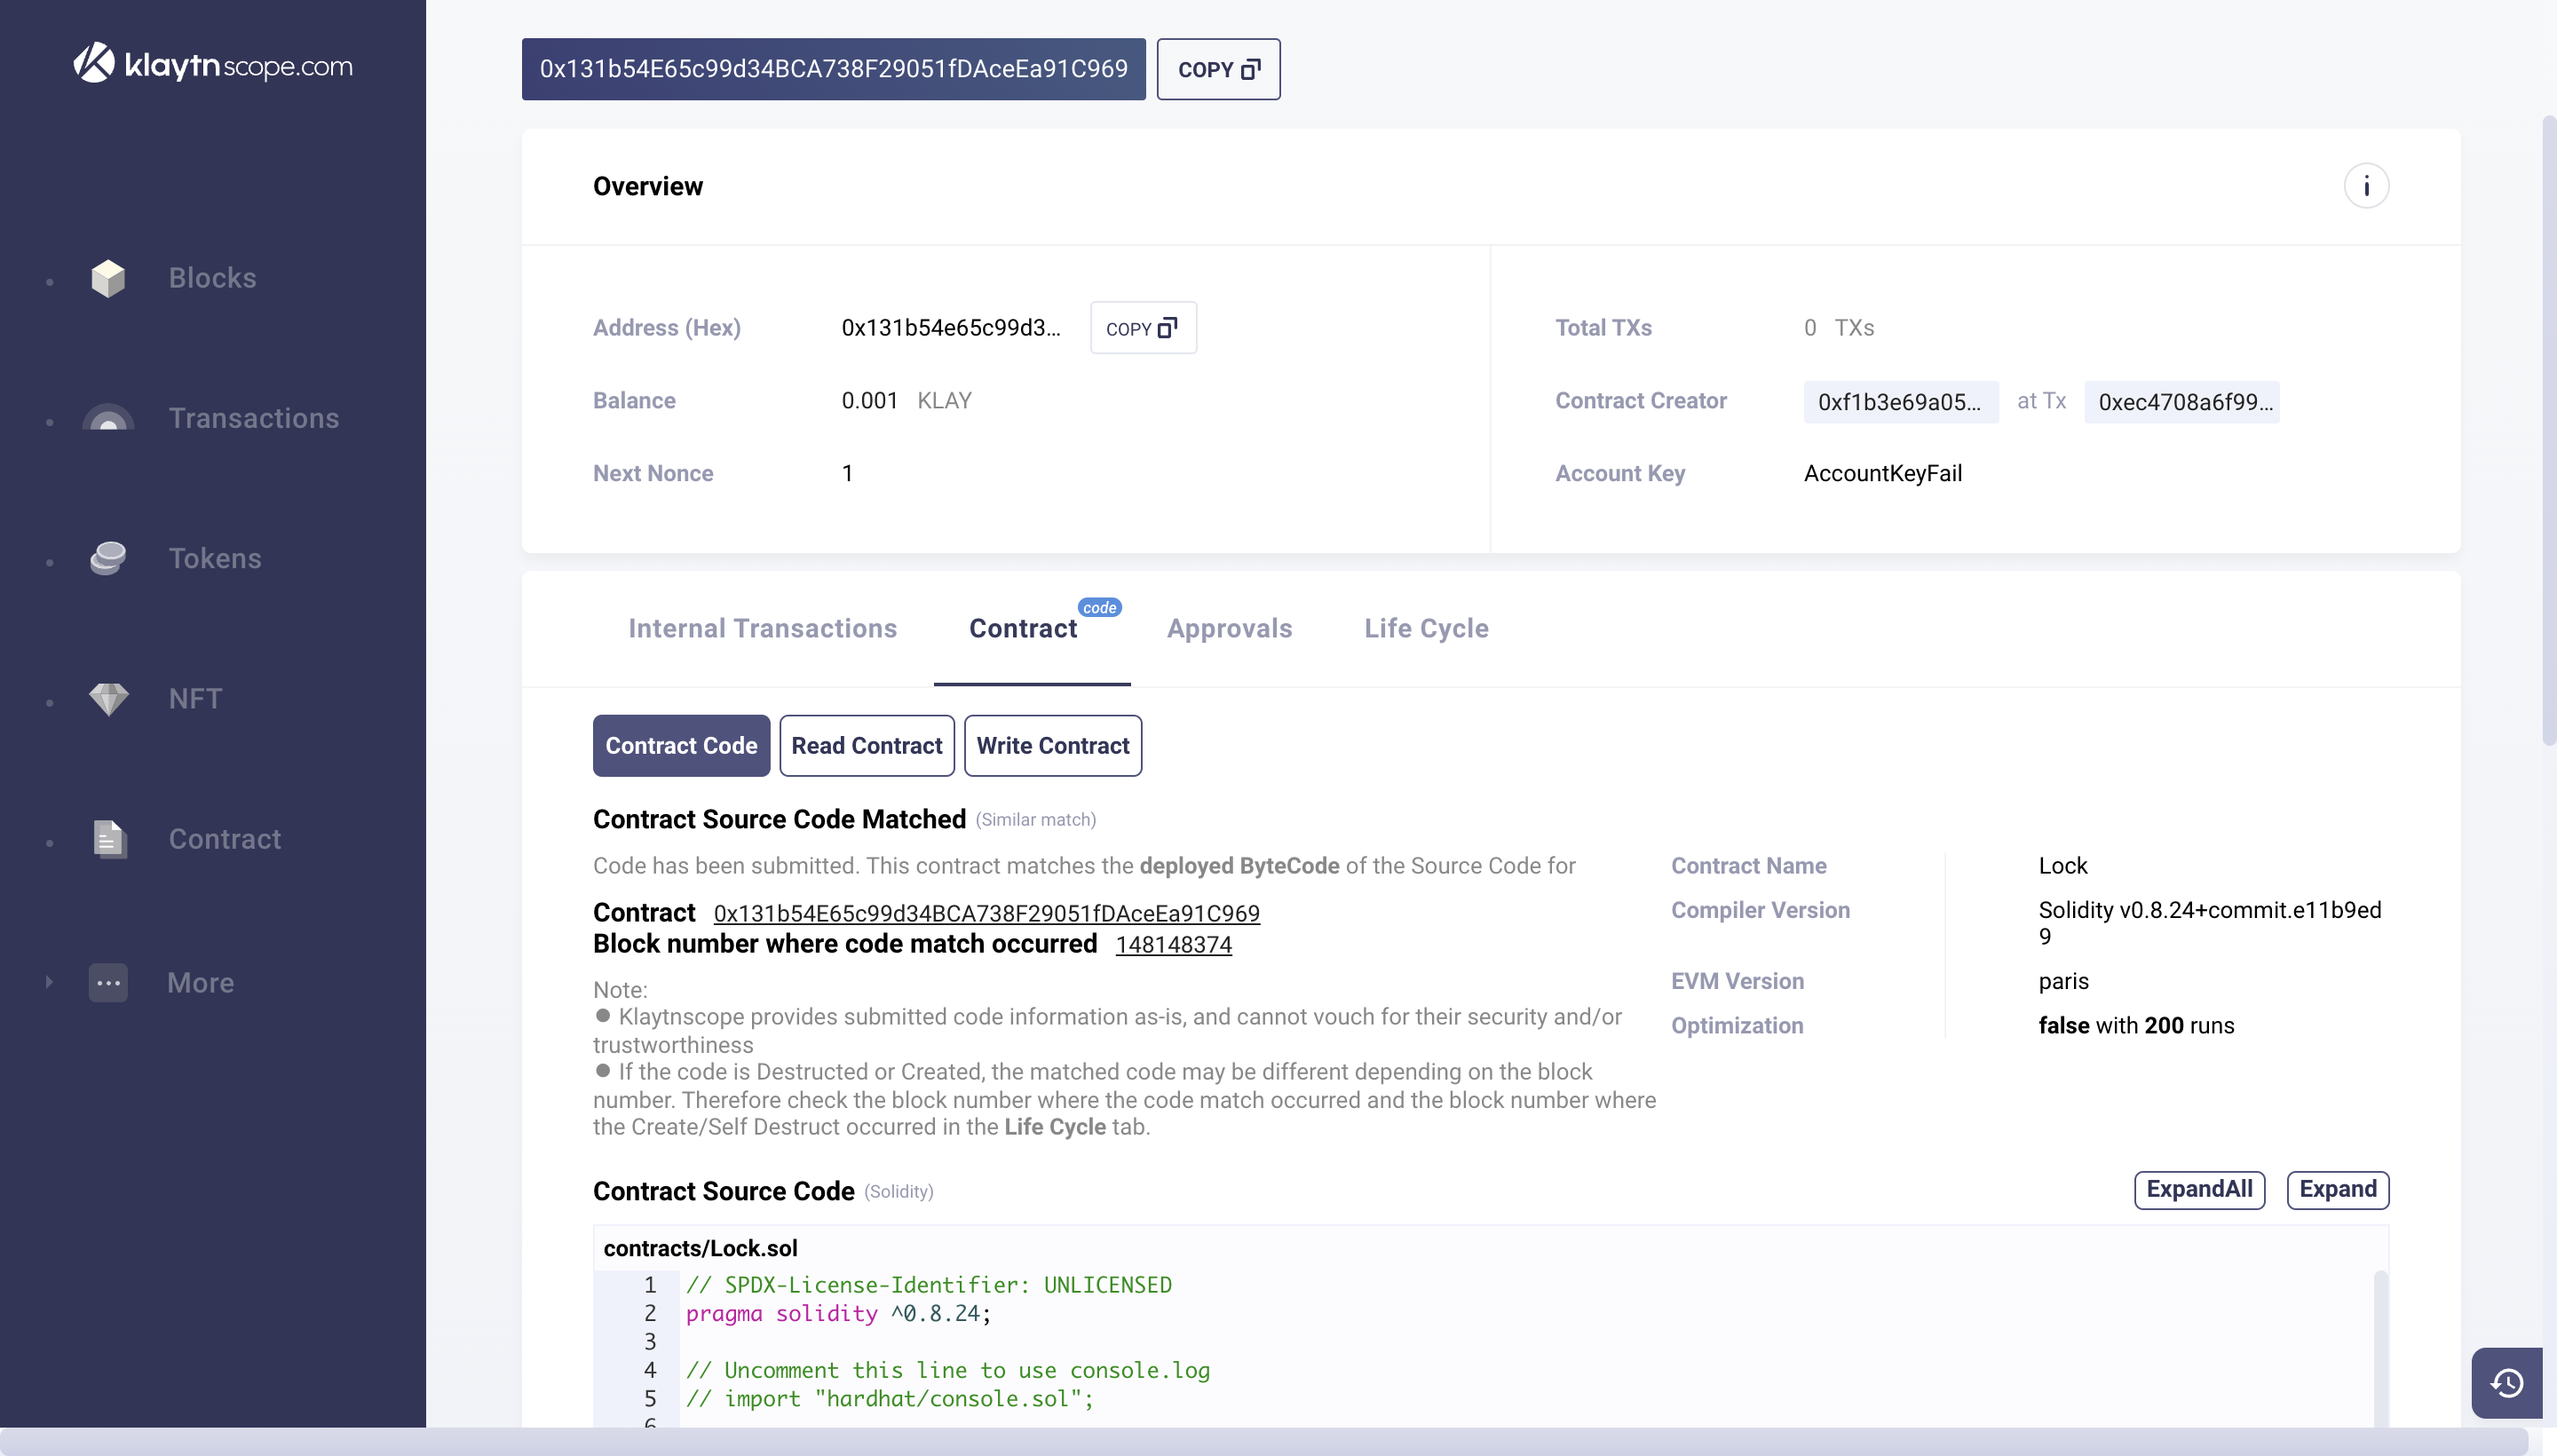 klaytnscope.com
Blocks
Transactions
Tokens
NFT
Contract
More
0x131b54E65c99d34BCA738F29051fDAceEa91C969
COPY
Overview
i
Address (Hex) 0x131b54e65c99d3... COPY
Balance 0.001 KLAY
Next Nonce 1
Total TXs 0 TXs
Contract Creator 0xf1b3e69a05... at Tx 0xec4708a6f99...
Account Key AccountKeyFail
Internal Transactions Contract code Approvals Life Cycle
Contract Code Read Contract Write Contract
Contract Source Code Matched (Similar match)
Code has been submitted. This contract matches the deployed ByteCode of the Source Code for
Contract 0x131b54E65c99d34BCA738F29051fDAceEa91C969
Block number where code match occurred 148148374
Note:
● Klaytnscope provides submitted code information as-is, and cannot vouch for their security and/or
trustworthiness
● If the code is Destructed or Created, the matched code may be different depending on the block
number. Therefore check the block number where the code match occurred and the block number where
the Create/Self Destruct occurred in the Life Cycle tab.
Contract Name Lock
Compiler Version Solidity v0.8.24+commit.e11b9ed
9
EVM Version paris
Optimization false with 200 runs
Contract Source Code (Solidity)
ExpandAll Expand
contracts/Lock.sol
1 // SPDX-License-Identifier: UNLICENSED
2 pragma solidity ^0.8.24;
3
4 // Uncomment this line to use console.log
5 // import "hardhat/console.sol";
6